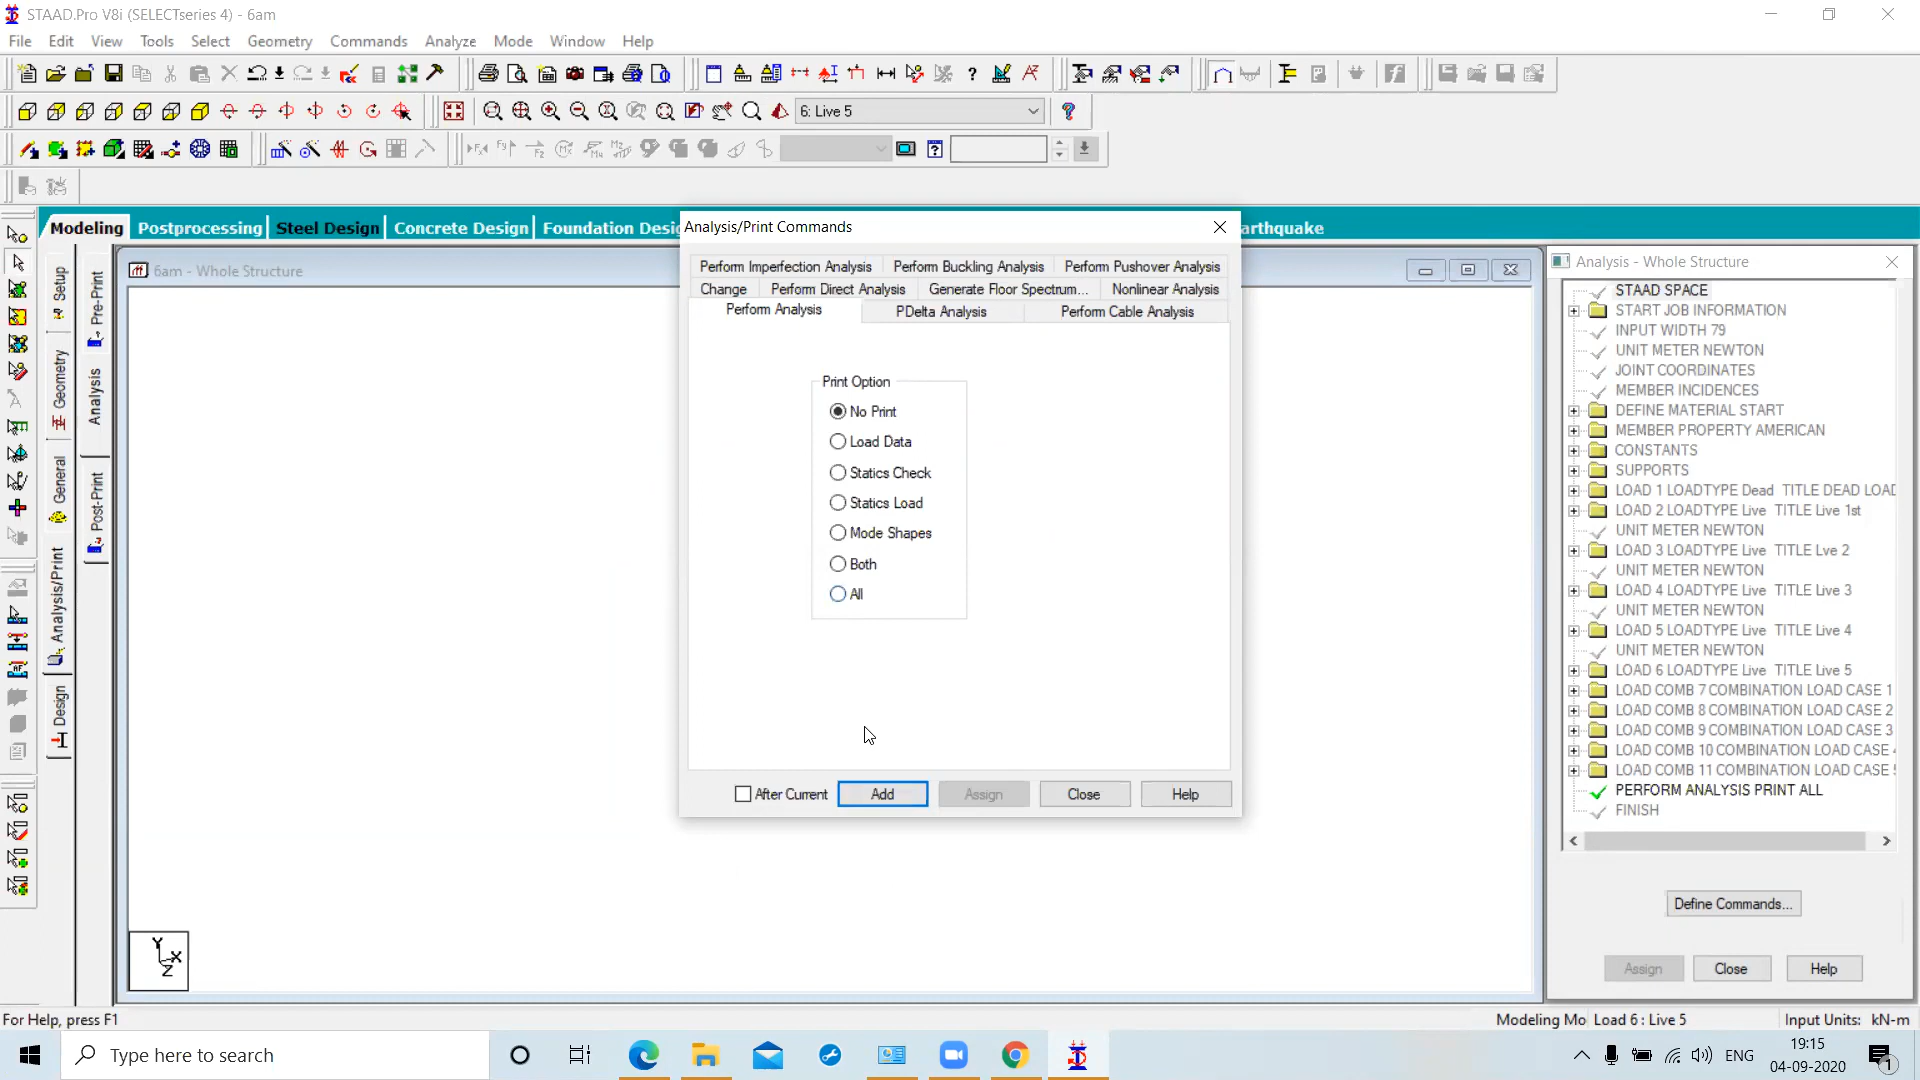 STAAD.Pro V8i (SELECTseries 4) - 6am
File Edit View Tools Select Geometry Commands Analyze Mode Window Help
6: Live 5
Modeling Postprocessing Steel Design Concrete Design Foundation Desig arthquake
6am - Whole Structure
Setup
Geometry
General
Analysis/Print
Design
Pre-Print
Analysis
Post-Print
Analysis/Print Commands
Perform Imperfection Analysis Perform Buckling Analysis Perform Pushover Analysis
Change Perform Direct Analysis Generate Floor Spectrum... Nonlinear Analysis
Perform Analysis PDelta Analysis Perform Cable Analysis
Print Option
No Print
Load Data
Statics Check
Statics Load
Mode Shapes
Both
All
After Current Add Assign Close Help
Analysis - Whole Structure
STAAD SPACE
START JOB INFORMATION
INPUT WIDTH 79
UNIT METER NEWTON
JOINT COORDINATES
MEMBER INCIDENCES
DEFINE MATERIAL START
MEMBER PROPERTY AMERICAN
CONSTANTS
SUPPORTS
LOAD 1 LOADTYPE Dead TITLE DEAD LOAD
LOAD 2 LOADTYPE Live TITLE Live 1st
UNIT METER NEWTON
LOAD 3 LOADTYPE Live TITLE Lve 2
UNIT METER NEWTON
LOAD 4 LOADTYPE Live TITLE Live 3
UNIT METER NEWTON
LOAD 5 LOADTYPE Live TITLE Live 4
UNIT METER NEWTON
LOAD 6 LOADTYPE Live TITLE Live 5
LOAD COMB 7 COMBINATION LOAD CASE 1
LOAD COMB 8 COMBINATION LOAD CASE 2
LOAD COMB 9 COMBINATION LOAD CASE 3
LOAD COMB 10 COMBINATION LOAD CASE
LOAD COMB 11 COMBINATION LOAD CASE
PERFORM ANALYSIS PRINT ALL
FINISH
Define Commands...
Assign Close Help
Y
X
Z
For Help, press F1
Modeling Mo Load 6 : Live 5 Input Units: kN-m
Type here to search
ENG
19:15
04-09-2020
1